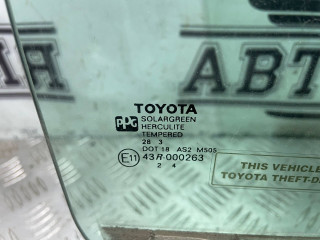 TOYOTA
PPG
SOLARGREEN
HERCULITE
TEMPERED
28 3
DOT 18 AS2 M505
E11 43R-000263
2 4
THIS VEHICLE
TOYOTA THEFT-D
АВТ